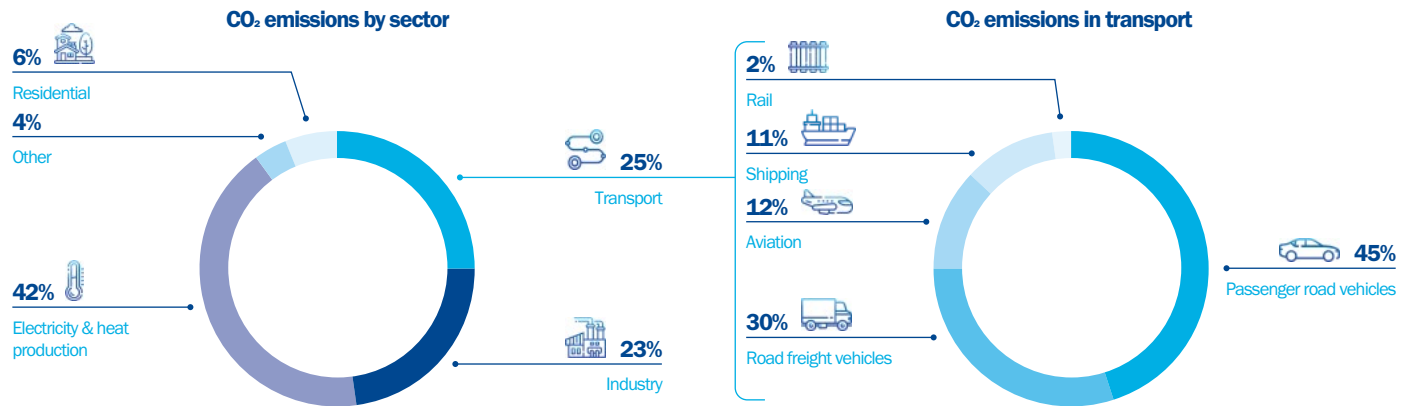 CO₂ emissions by sector
6%
Residential
4%
Other
42%
Electricity & heat
production
25%
Transport
23%
Industry
CO₂ emissions in transport
2%
Rail
11%
Shipping
12%
Aviation
30%
Road freight vehicles
45%
Passenger road vehicles